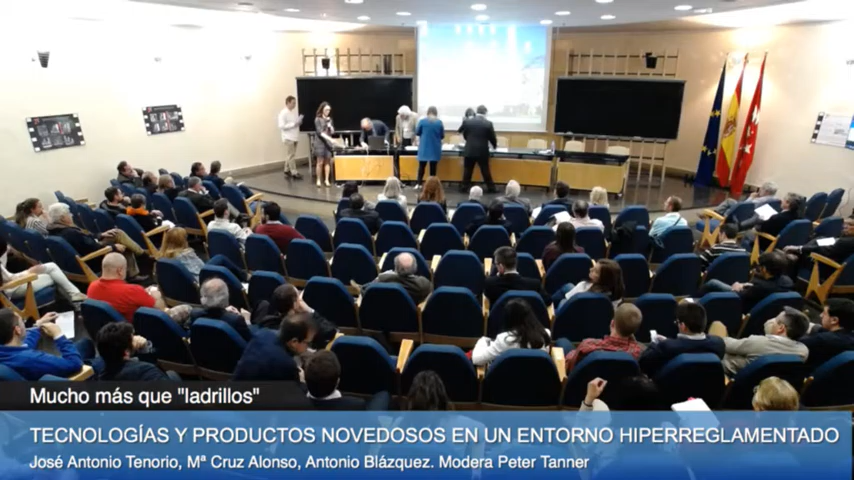 Mucho más que "ladrillos"
TECNOLOGÍAS Y PRODUCTOS NOVEDOSOS EN UN ENTORNO HIPERREGLAMENTADO
José Antonio Tenorio, Mª Cruz Alonso, Antonio Blázquez. Modera Peter Tanner